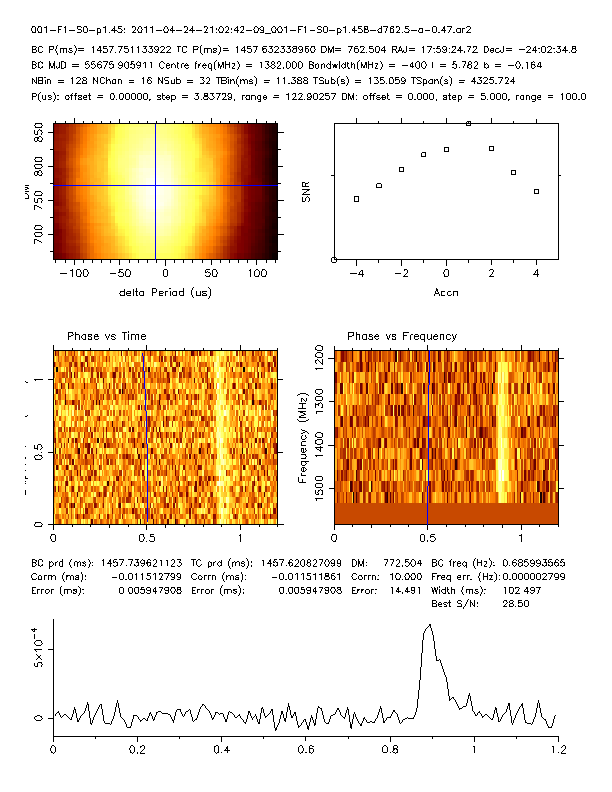 001-F1-S0-p1.45: 2011-04-24-21:02:42-09_001-F1-S0-p1.458-d762.5-a-0.47.ar2
BC P(ms)= 1457.751133922 TC P(ms)= 1457 632338960 DM= 762.504 RAJ= 17:59:24.72 DecJ= -24:02:34.8
BC MJD = 55675 905911 Centre freq(MHz) = 1382.000 Bandwidth(MHz) = -400 l = 5.782 b = -0.164
NBin = 128 NChan = 16 NSub = 32 TBin(ms) = 11.388 TSub(s) = 135.059 TSpan(s) = 4325.724
P(us): offset = 0.00000, step = 3.83729, range = 122.90257 DM: offset = 0.000, step = 5.000, range = 100.0
850
800
750
700
DM
-100 -50 0 50 100
delta Period (us)
SNR
-4 -2 0 2 4
Accn
Phase vs Time
1
0.5
0
0 0.5 1
Phase vs Frequency
1200
1300
1400
1500
Frequency (MHz)
0 0.5 1
BC prd (ms): 1457.739621123 TC prd (ms): 1457.620827099 DM: 772.504 BC freq (Hz): 0.685993565
Corrn (ms): -0.011512799 Corrn (ms): -0.011511861 Corrn: 10.000 Freq err. (Hz): 0.000002799
Error (ms): 0 005947908 Error (ms): 0.005947908 Error: 14.491 Width (ms): 102 497
Best S/N: 28.50
5×10⁻⁴
0
0 0.2 0.4 0.6 0.8 1 1.2